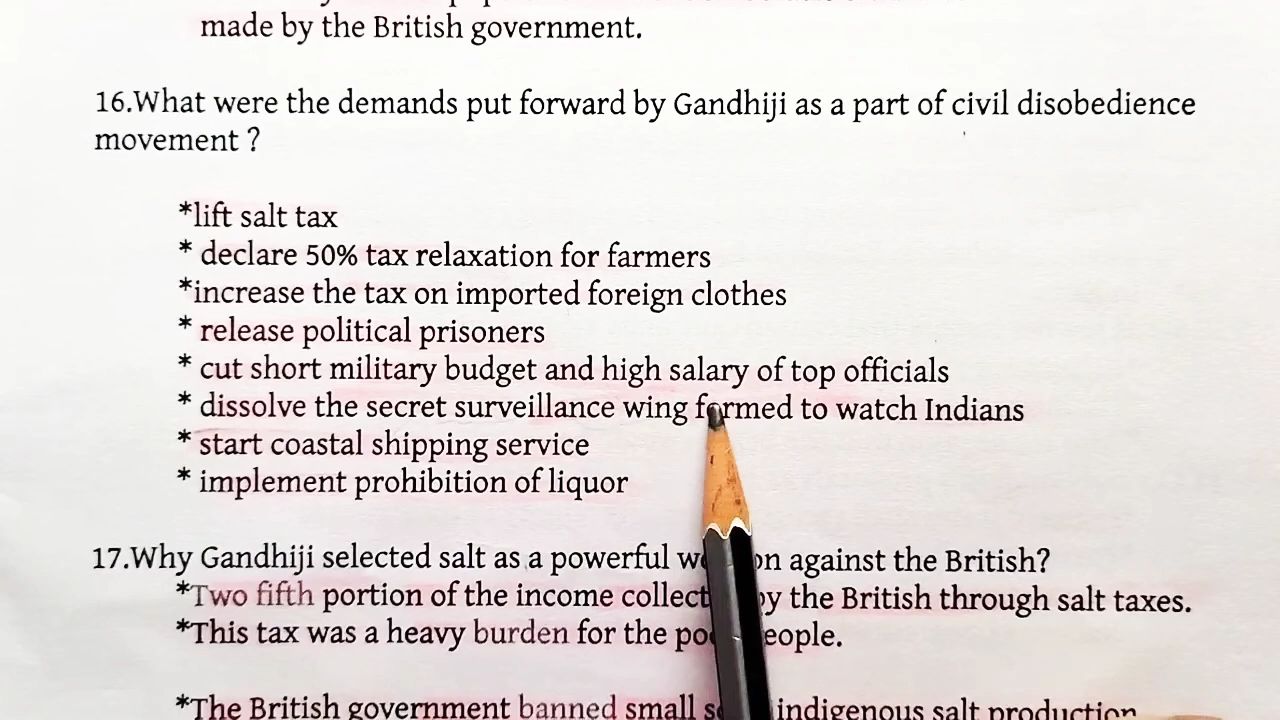 made by the British government.
16.What were the demands put forward by Gandhiji as a part of civil disobedience
movement ?
*lift salt tax
* declare 50% tax relaxation for farmers
*increase the tax on imported foreign clothes
* release political prisoners
* cut short military budget and high salary of top officials
* dissolve the secret surveillance wing formed to watch Indians
* start coastal shipping service
* implement prohibition of liquor
17.Why Gandhiji selected salt as a powerful against the British?
*Two fifth portion of the income by the British through salt taxes.
*This tax was a heavy burden for the
*The British government banned small indigenous salt production